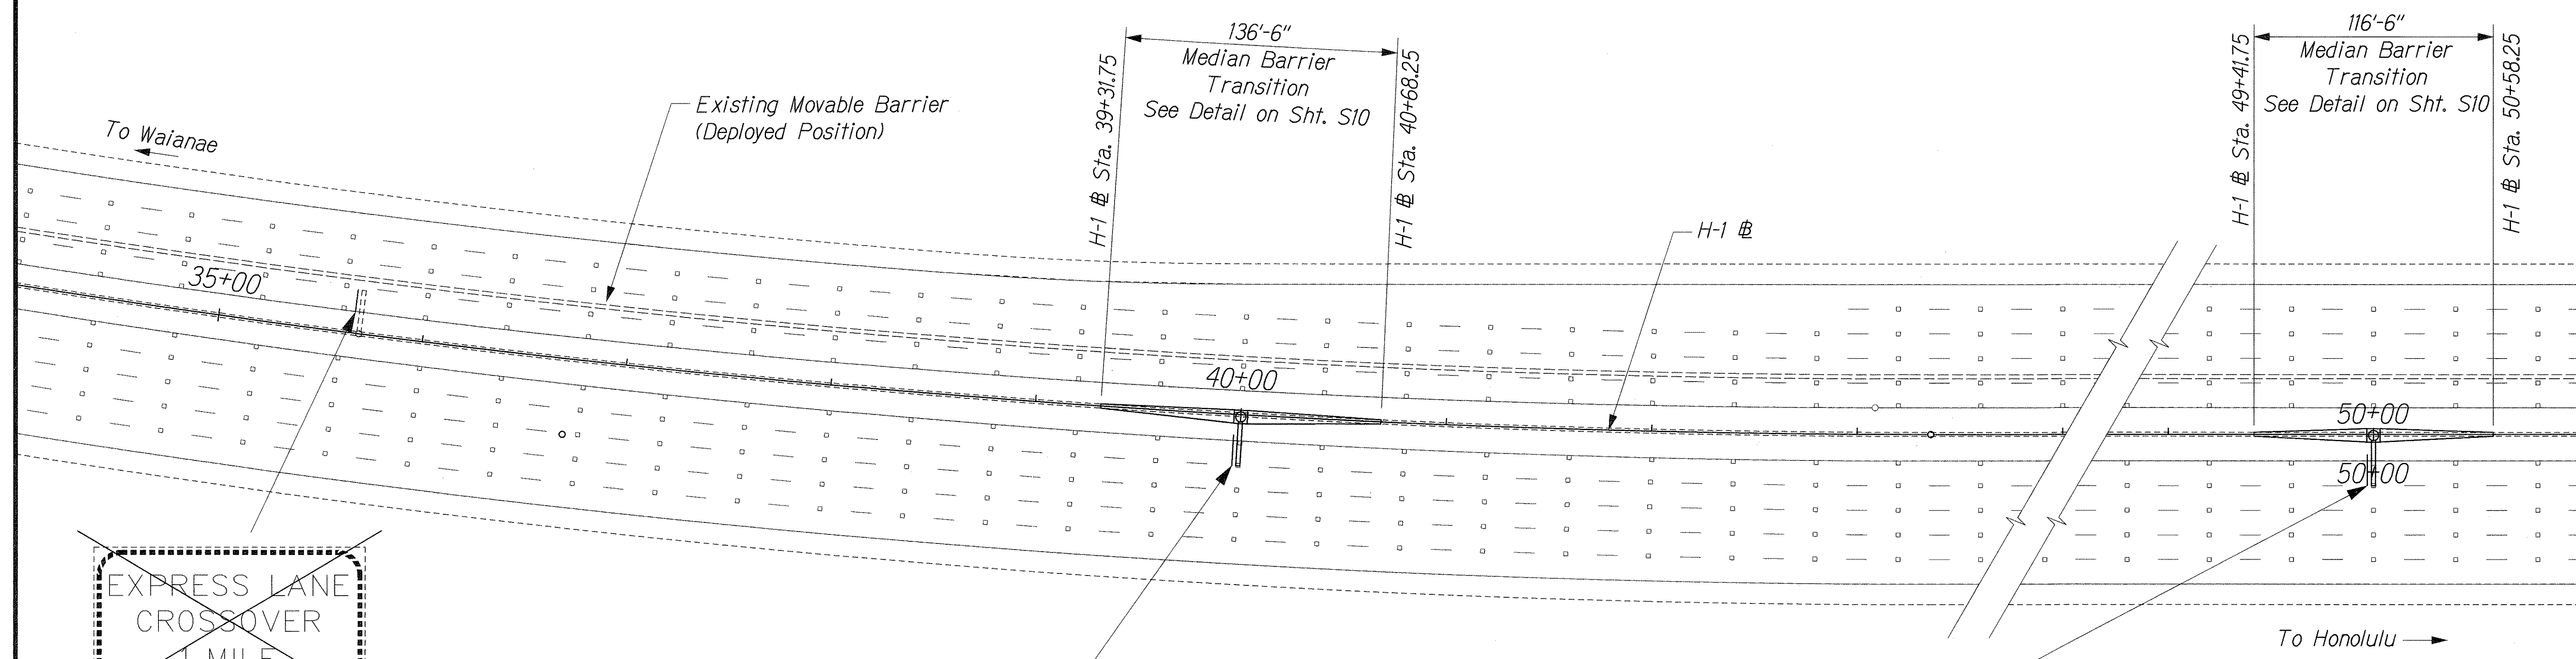 136'-6"
Median Barrier
Transition
See Detail on Sht. S10
H-1 ℄ Sta. 39+31.75
H-1 ℄ Sta. 40+68.25
116'-6"
Median Barrier
Transition
See Detail on Sht. S10
H-1 ℄ Sta. 49+41.75
H-1 ℄ Sta. 50+58.25
Existing Movable Barrier
(Deployed Position)
To Waianae
H-1 ℄
35+00
40+00
50+00
50+00
EXPRESS LANE
CROSSOVER
1 MILE
To Honolulu